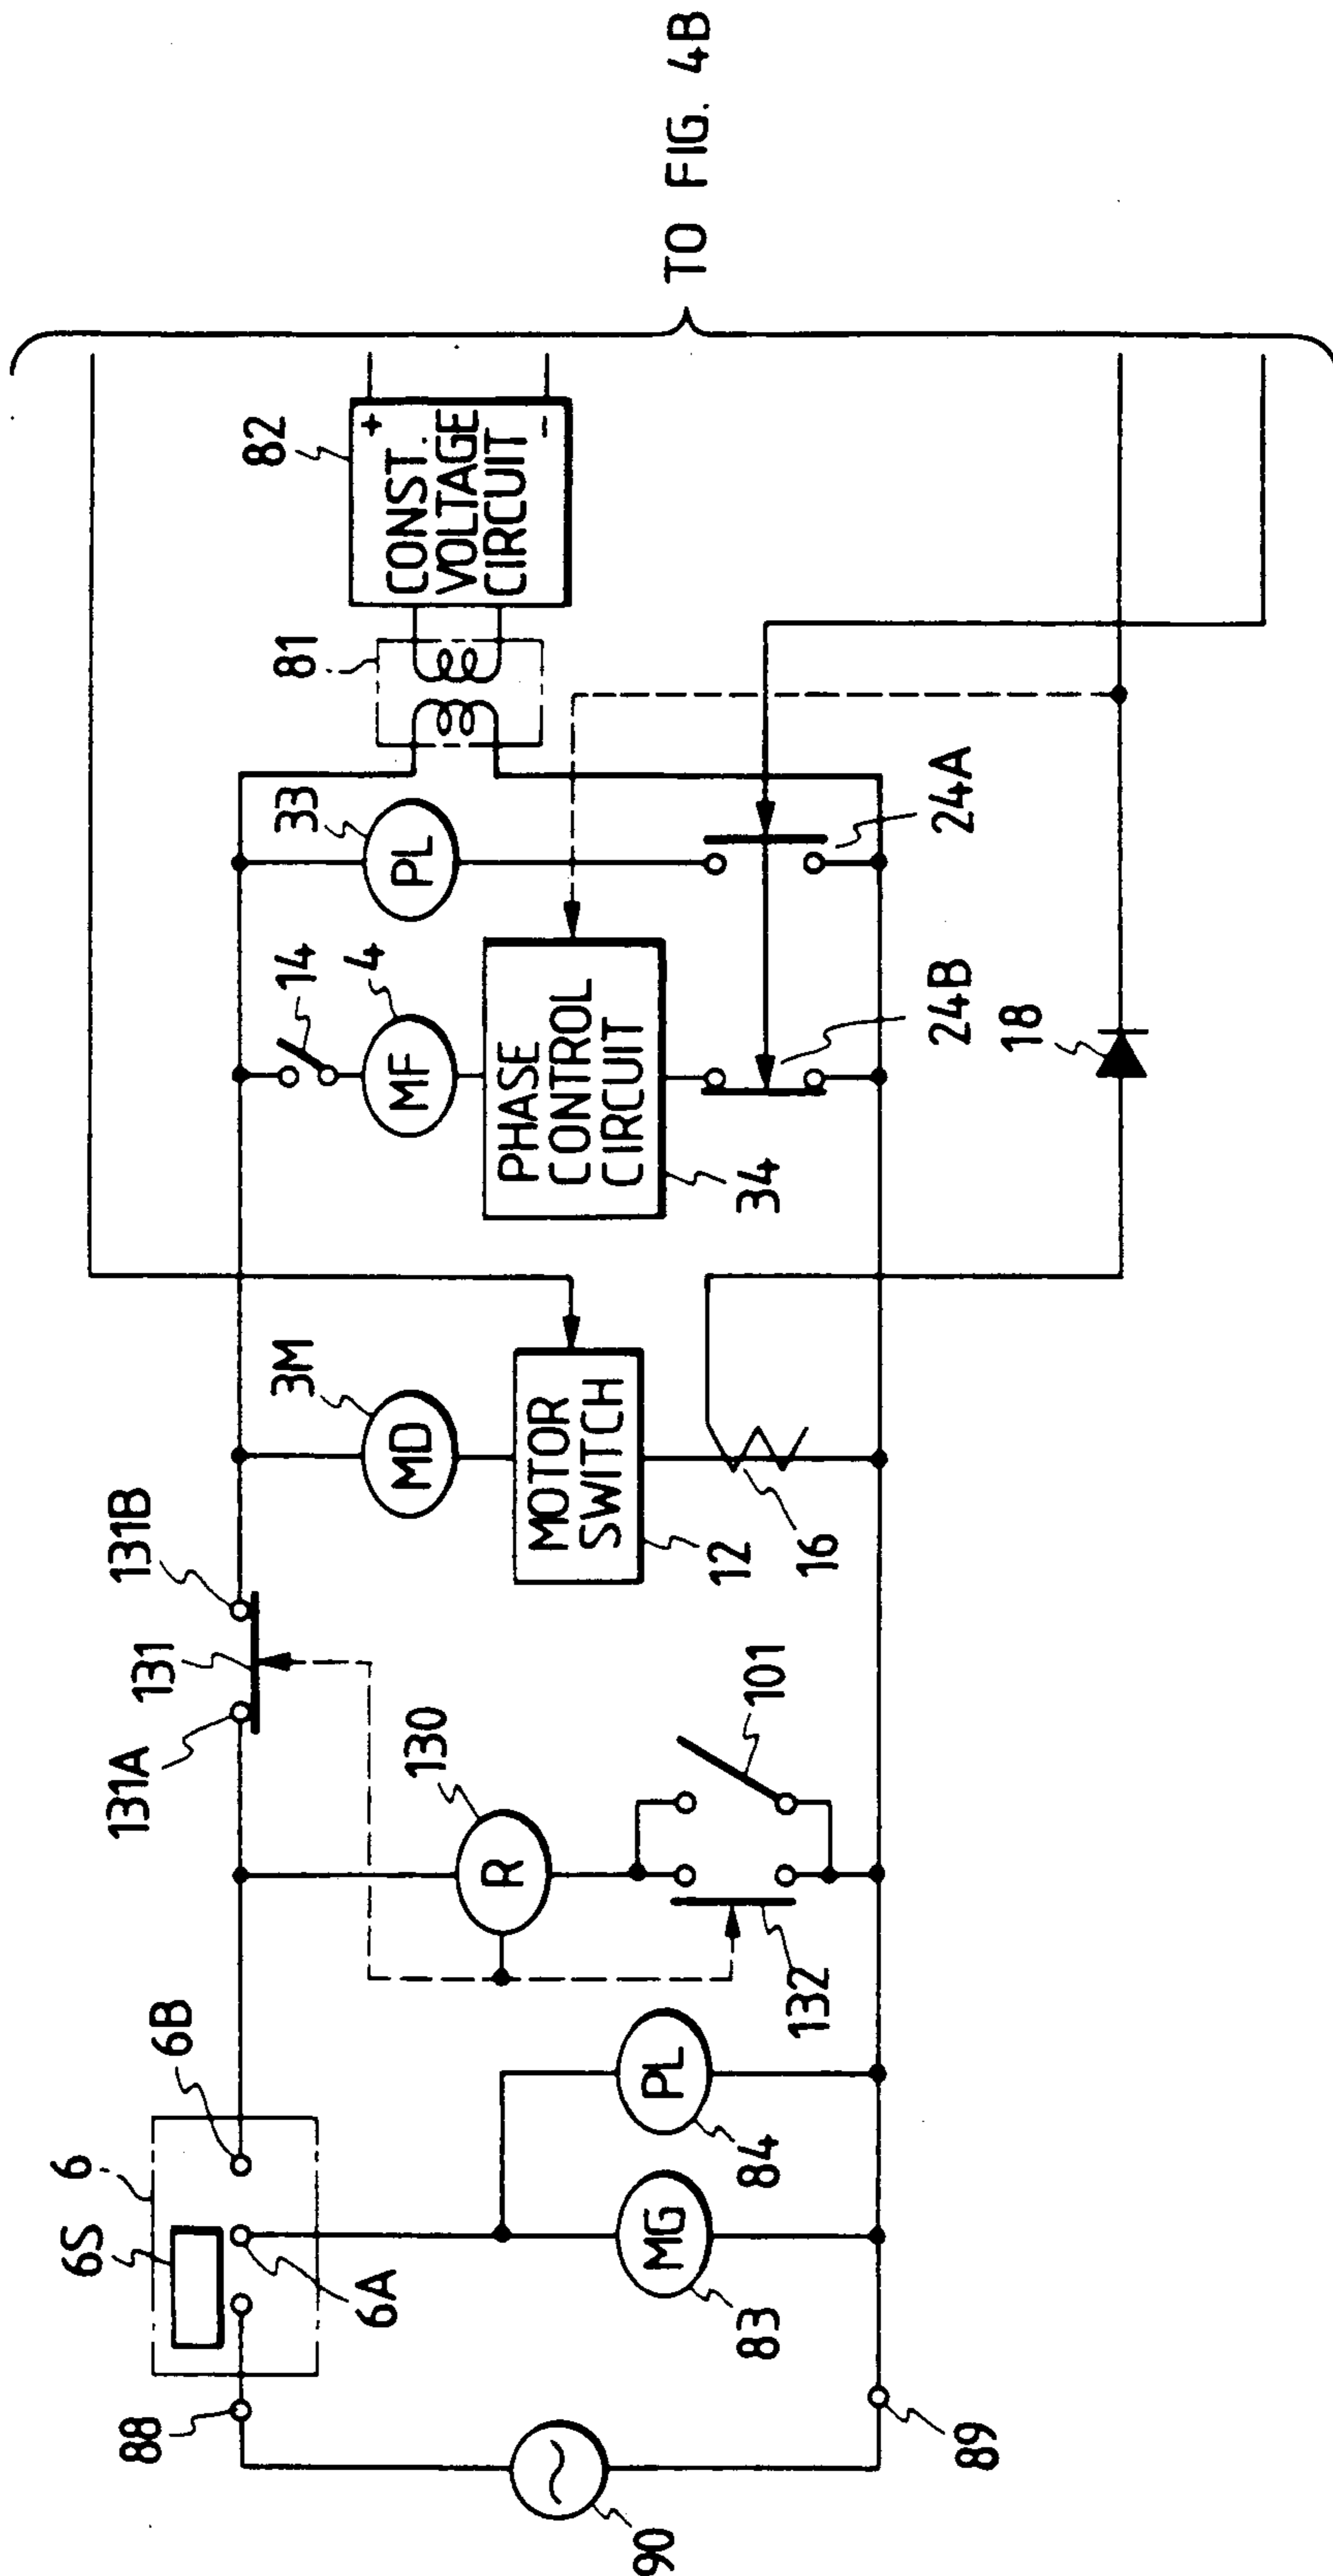 TO FIG. 4B
82
+
CONST.
VOLTAGE
CIRCUIT
-
81
33
PL
24A
14
4
MF
PHASE
CONTROL
CIRCUIT
34
24B
18
3M
MD
MOTOR
SWITCH
12
16
131B
131
131A
130
R
101
132
6B
6
6S
6A
PL
84
MG
83
88
89
90